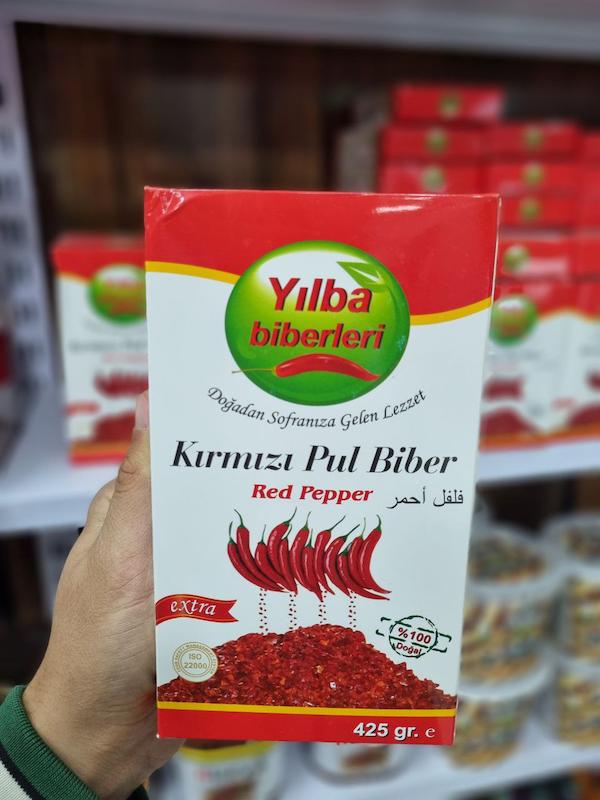 Yılba
biberleri
Doğadan Sofranıza Gelen Lezzet
Kırmızı Pul Biber
Red Pepper
فلفل أحمر
extra
%100
Doğal
ISO
22000
425 gr. e